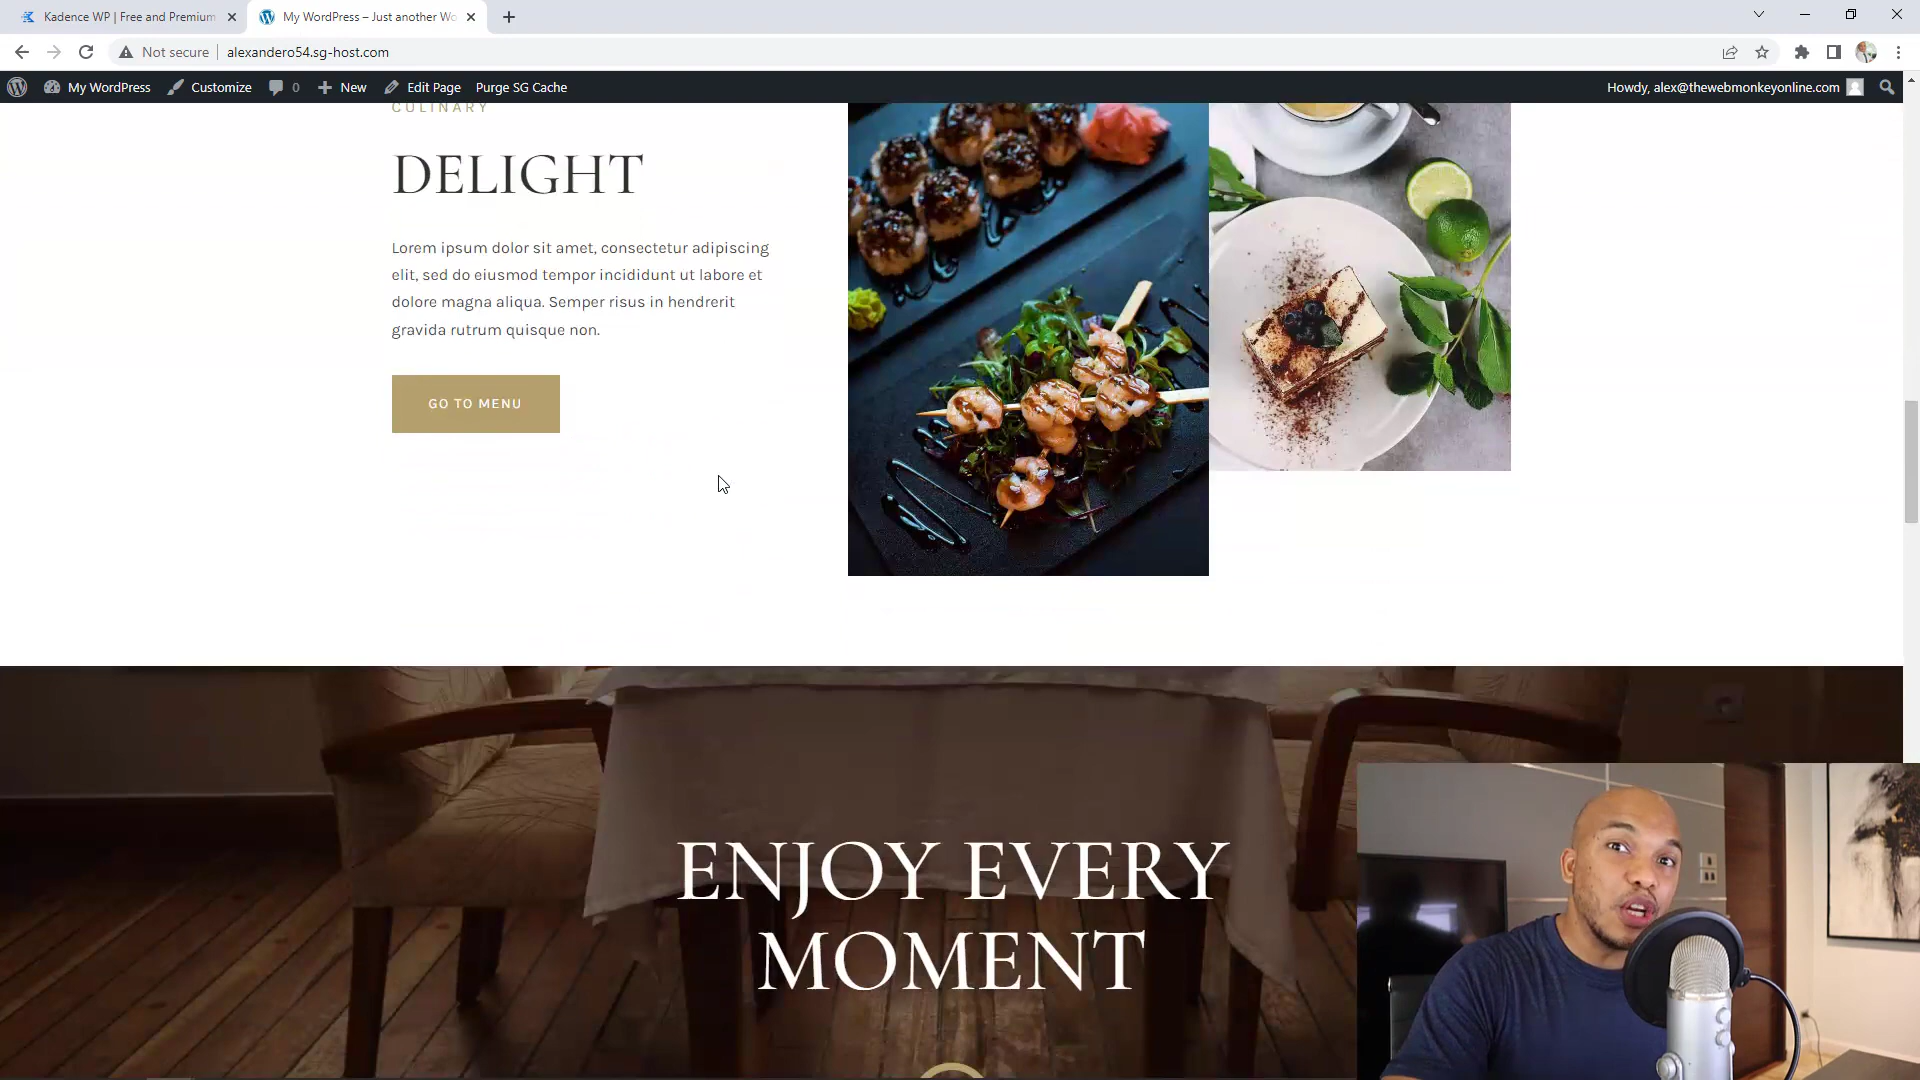 Kadence WP | Free and Premium
My WordPress – Just another Wo
Not secure
alexandero54.sg-host.com
My WordPress
Customize
0
New
Edit Page
Purge SG Cache
Howdy, alex@thewebmonkeyonline.com
CULINARY
DELIGHT
Lorem ipsum dolor sit amet, consectetur adipiscing
elit, sed do eiusmod tempor incididunt ut labore et
dolore magna aliqua. Semper risus in hendrerit
gravida rutrum quisque non.
GO TO MENU
ENJOY EVERY
MOMENT